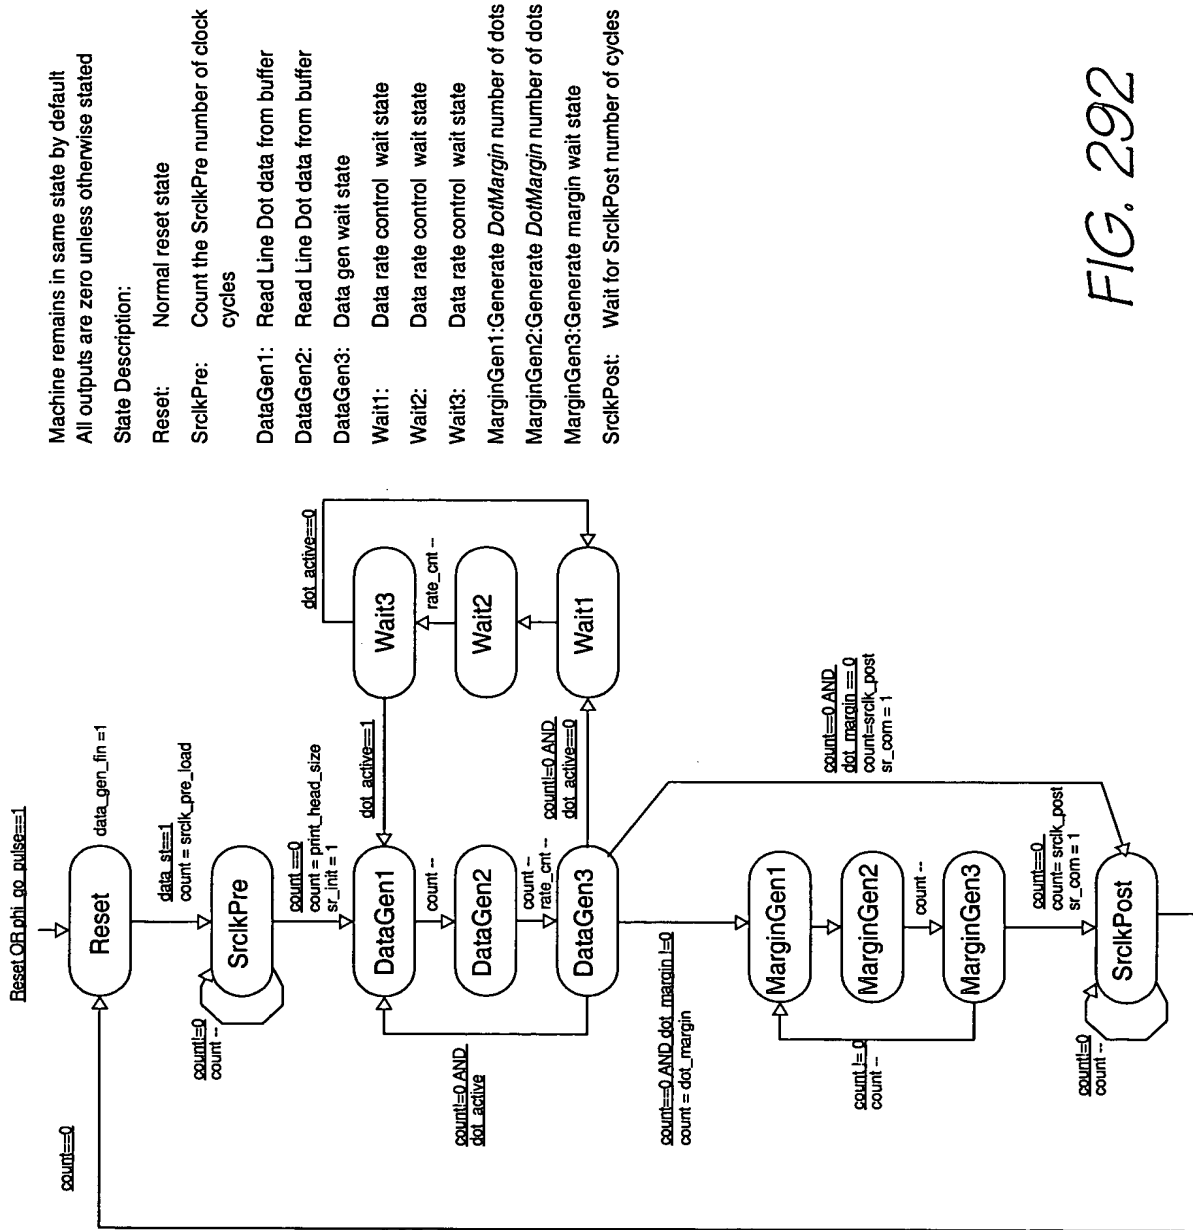 Reset OR phi_go_pulse==1
Reset
data_gen_fin =1
count==0
data_st==1
count = srclk_pre_load
SrclkPre
count!=0
count --
count ==0
count = print_head_size
sr_init = 1
DataGen1
count --
DataGen2
count --
rate_cnt --
DataGen3
count!=0 AND
dot_active
dot_active==1
count!=0 AND
dot_active==0
Wait3
dot_active==0
rate_cnt --
Wait2
Wait1
count==0 AND dot_margin !=0
count = dot_margin
count==0 AND
dot_margin == 0
count=srclk_post
sr_com = 1
MarginGen1
MarginGen2
count --
MarginGen3
count != 0
count --
count==0
count= srclk_post
sr_com = 1
SrclkPost
count!=0
count --
Machine remains in same state by default
All outputs are zero unless otherwise stated
State Description:
Reset: Normal reset state
SrclkPre: Count the SrclkPre number of clock
cycles
DataGen1: Read Line Dot data from buffer
DataGen2: Read Line Dot data from buffer
DataGen3: Data gen wait state
Wait1: Data rate control wait state
Wait2: Data rate control wait state
Wait3: Data rate control wait state
MarginGen1:Generate DotMargin number of dots
MarginGen2:Generate DotMargin number of dots
MarginGen3:Generate margin wait state
SrclkPost: Wait for SrclkPost number of cycles
FIG. 292